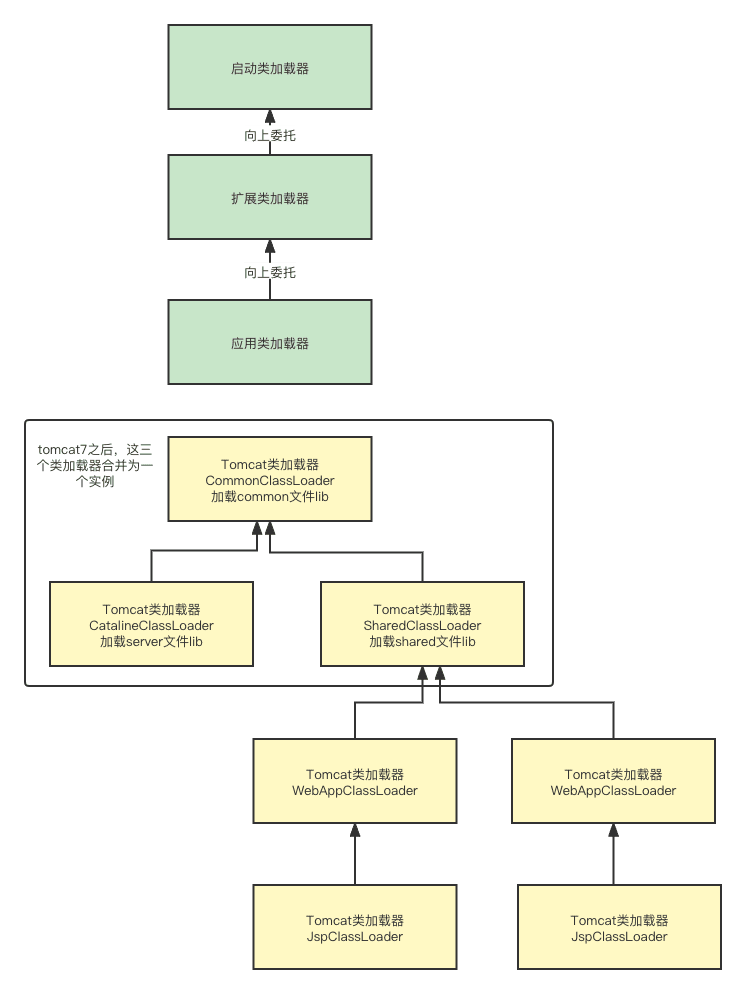 启动类加载器
向上委托
扩展类加载器
向上委托
应用类加载器
tomcat7之后，这三
个类加载器合并为一
个实例
Tomcat类加载器
CommonClassLoader
加载common文件lib
Tomcat类加载器
CatalineClassLoader
加载server文件lib
Tomcat类加载器
SharedClassLoader
加载shared文件lib
Tomcat类加载器
WebAppClassLoader
Tomcat类加载器
WebAppClassLoader
Tomcat类加载器
JspClassLoader
Tomcat类加载器
JspClassLoader